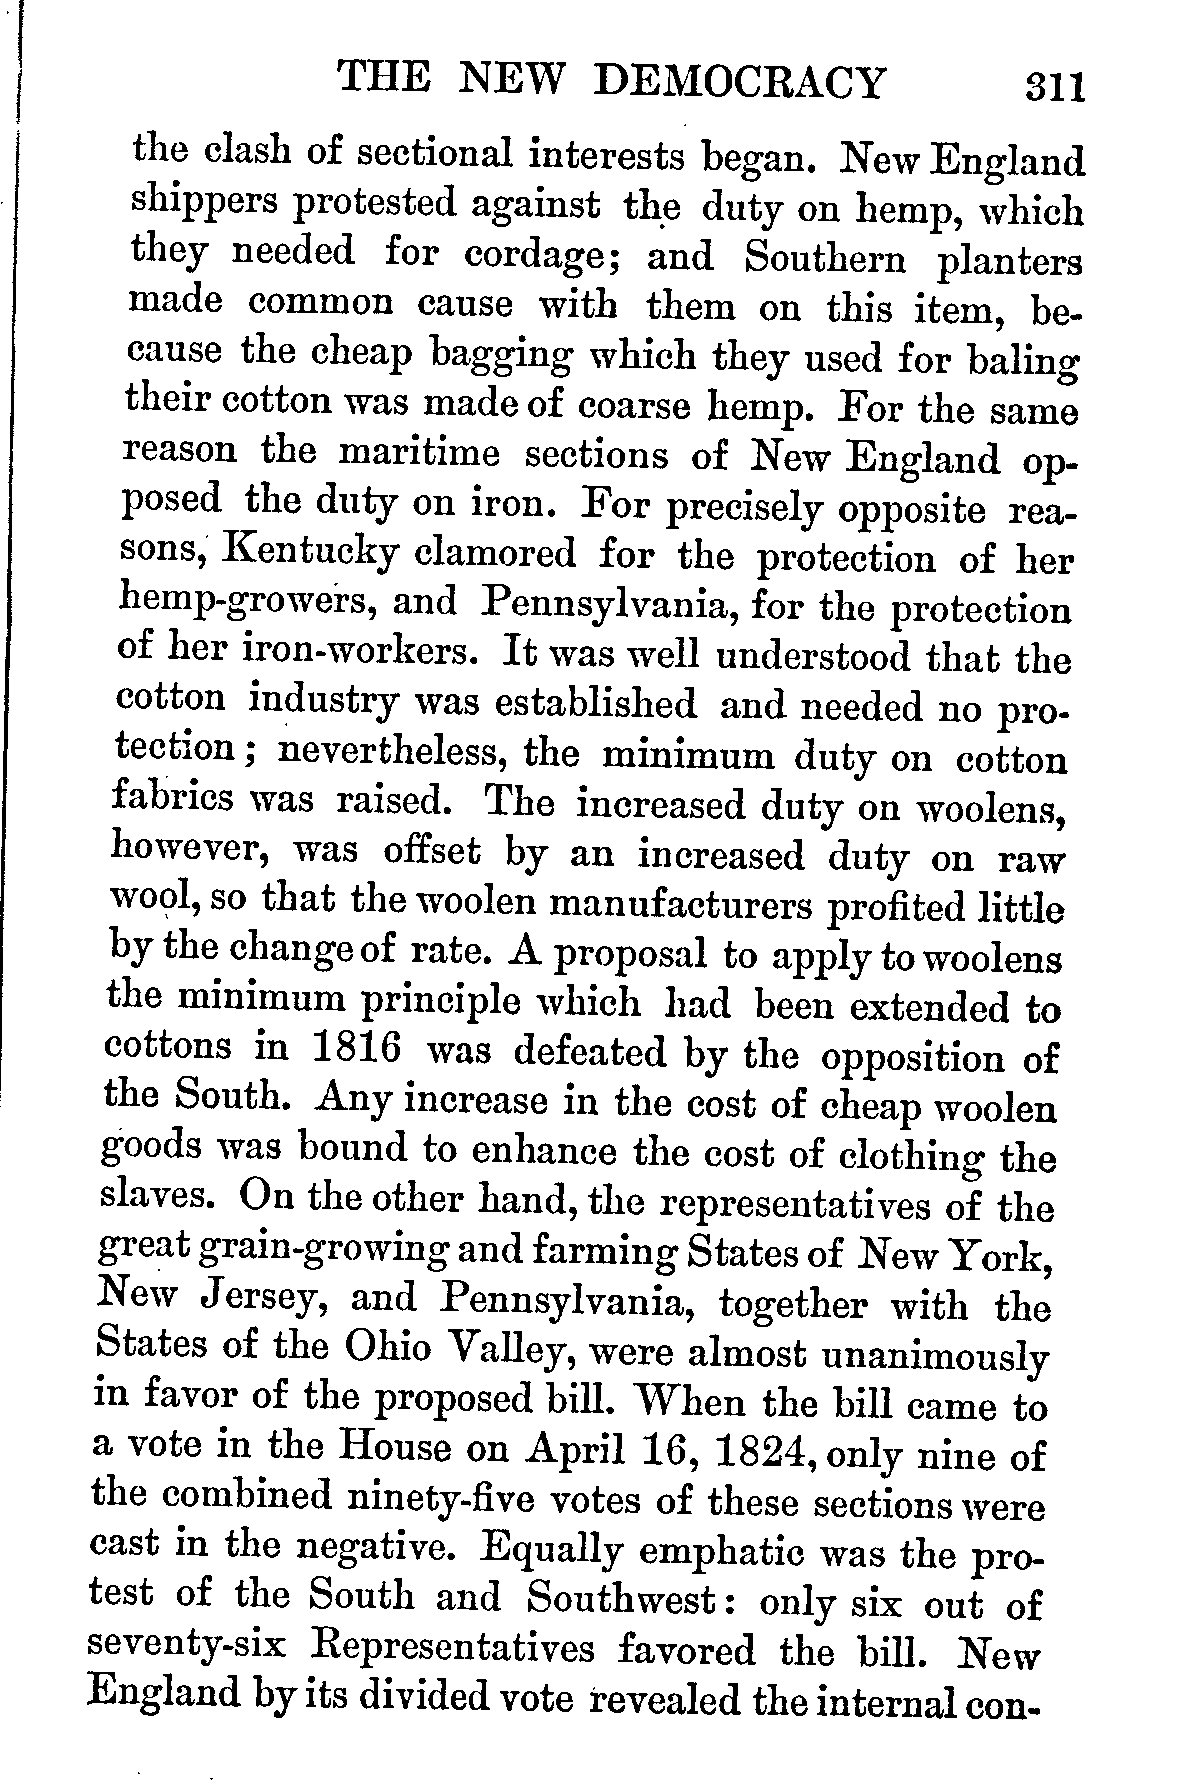 THE NEW DEMOCRACY 311
the clash of sectional interests began. New England
shippers protested against the duty on hemp, which
they needed for cordage; and Southern planters
made common cause with them on this item, be-
cause the cheap bagging which they used for baling
their cotton was made of coarse hemp. For the same
reason the maritime sections of New England op-
posed the duty on iron. For precisely opposite rea-
sons, Kentucky clamored for the protection of her
hemp-growers, and Pennsylvania, for the protection
of her iron-workers. It was well understood that the
cotton industry was established and needed no pro-
tection; nevertheless, the minimum duty on cotton
fabrics was raised. The increased duty on woolens,
however, was offset by an increased duty on raw
wool, so that the woolen manufacturers profited little
by the change of rate. A proposal to apply to woolens
the minimum principle which had been extended to
cottons in 1816 was defeated by the opposition of
the South. Any increase in the cost of cheap woolen
goods was bound to enhance the cost of clothing the
slaves. On the other hand, the representatives of the
great grain-growing and farming States of New York,
New Jersey, and Pennsylvania, together with the
States of the Ohio Valley, were almost unanimously
in favor of the proposed bill. When the bill came to
a vote in the House on April 16, 1824, only nine of
the combined ninety-five votes of these sections were
cast in the negative. Equally emphatic was the pro-
test of the South and Southwest: only six out of
seventy-six Representatives favored the bill. New
England by its divided vote revealed the internal con-